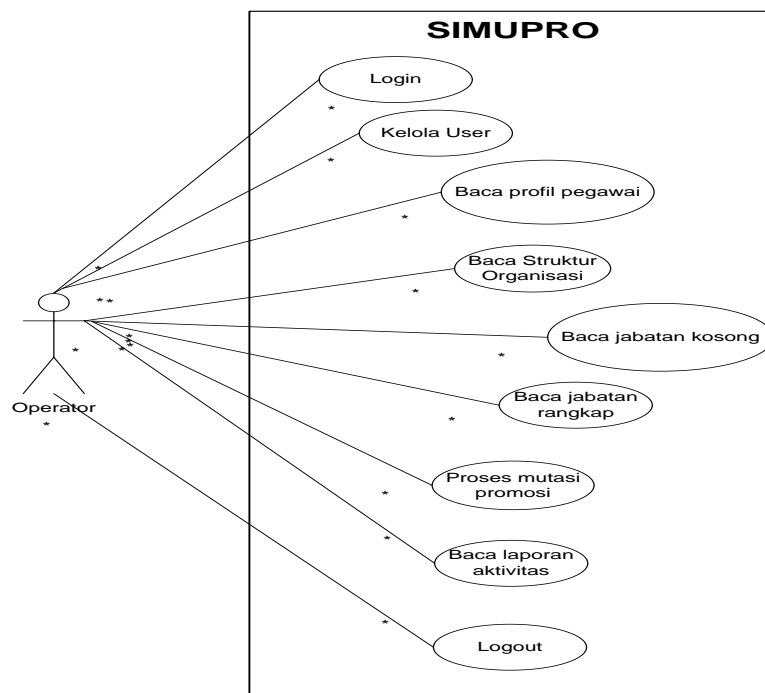 SIMUPRO
Login
*
Kelola User
*
Baca profil pegawai
*
Baca Struktur
Organisasi
*
*
* *
Baca jabatan kosong
*
*
*
*
*
*
Baca jabatan
rangkap
*
Operator
*
Proses mutasi
promosi
*
Baca laporan
aktivitas
*
Logout
*